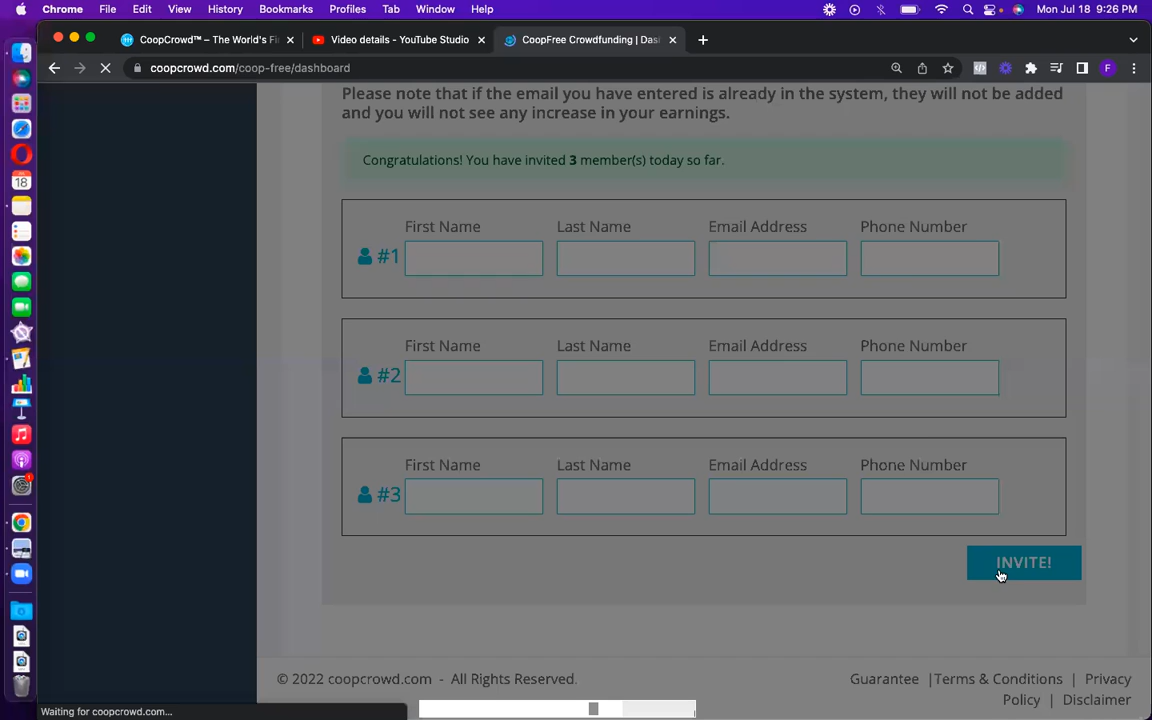 Chrome File Edit View History Bookmarks Profiles Tab Window Help Mon Jul 18 9:26 PM
CoopCrowd™ – The World's Fi
Video details - YouTube Studio
CoopFree Crowdfunding | Das
coopcrowd.com/coop-free/dashboard
F
18
1
Please note that if the email you have entered is already in the system, they will not be added
and you will not see any increase in your earnings.
Congratulations! You have invited 3 member(s) today so far.
First Name Last Name Email Address Phone Number
#1
First Name Last Name Email Address Phone Number
#2
First Name Last Name Email Address Phone Number
#3
INVITE!
© 2022 coopcrowd.com - All Rights Reserved.
Guarantee |Terms & Conditions | Privacy
Policy | Disclaimer
Waiting for coopcrowd.com...